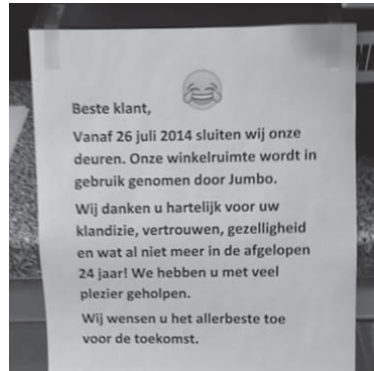 Beste klant,
Vanaf 26 juli 2014 sluiten wij onze
deuren. Onze winkelruimte wordt in
gebruik genomen door Jumbo.
Wij danken u hartelijk voor uw
klandizie, vertrouwen, gezelligheid
en wat al niet meer in de afgelopen
24 jaar! We hebben u met veel
plezier geholpen.
Wij wensen u het allerbeste toe
voor de toekomst.